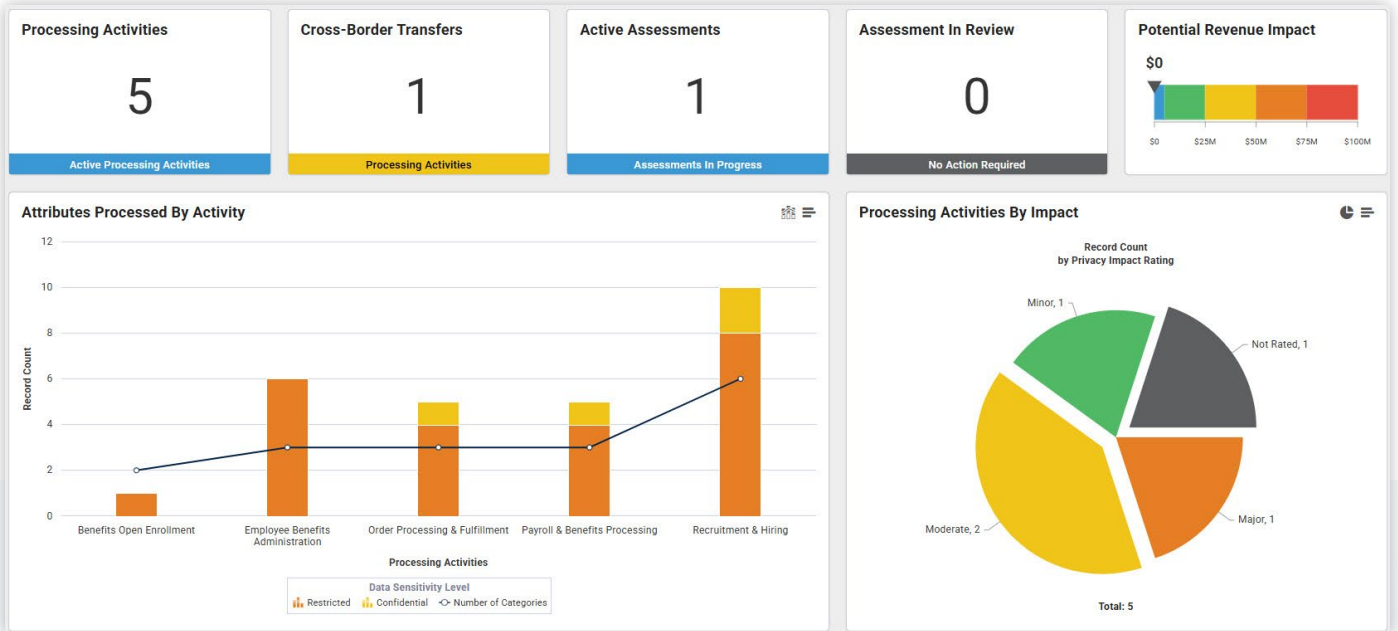 Processing Activities
5
Active Processing Activities
Cross-Border Transfers
1
Processing Activities
Active Assessments
1
Assessments In Progress
Assessment In Review
0
No Action Required
Potential Revenue Impact
$0
$0 $25M $50M $75M $100M
Attributes Processed By Activity
12
10
8
6
4
2
0
Record Count
Benefits Open Enrollment
Employee Benefits
Administration
Order Processing & Fulfillment
Payroll & Benefits Processing
Recruitment & Hiring
Processing Activities
Data Sensitivity Level
Restricted Confidential Number of Categories
Processing Activities By Impact
Record Count
by Privacy Impact Rating
Minor, 1
Not Rated, 1
Moderate, 2
Major, 1
Total: 5